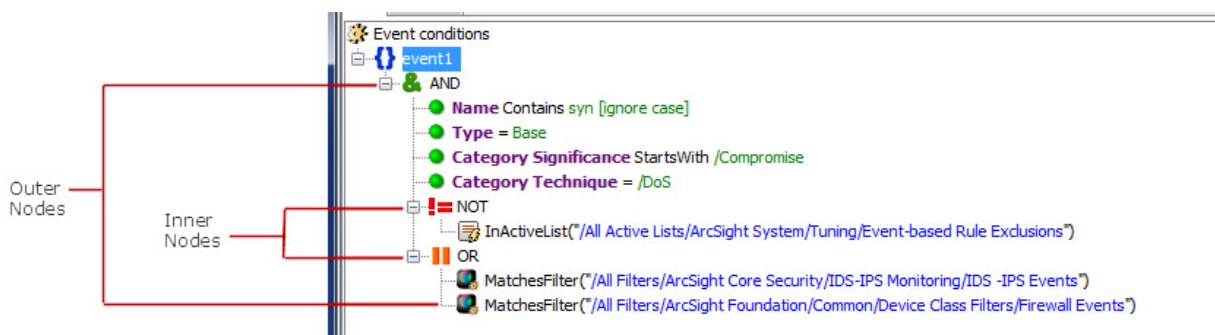 Event conditions
event1
AND
Name Contains syn [ignore case]
Type = Base
Category Significance StartsWith /Compromise
Category Technique = /DoS
Outer
Nodes
Inner
Nodes
!= NOT
InActiveList("/All Active Lists/ArcSight System/Tuning/Event-based Rule Exclusions")
OR
MatchesFilter("/All Filters/ArcSight Core Security/IDS-IPS Monitoring/IDS -IPS Events")
MatchesFilter("/All Filters/ArcSight Foundation/Common/Device Class Filters/Firewall Events")